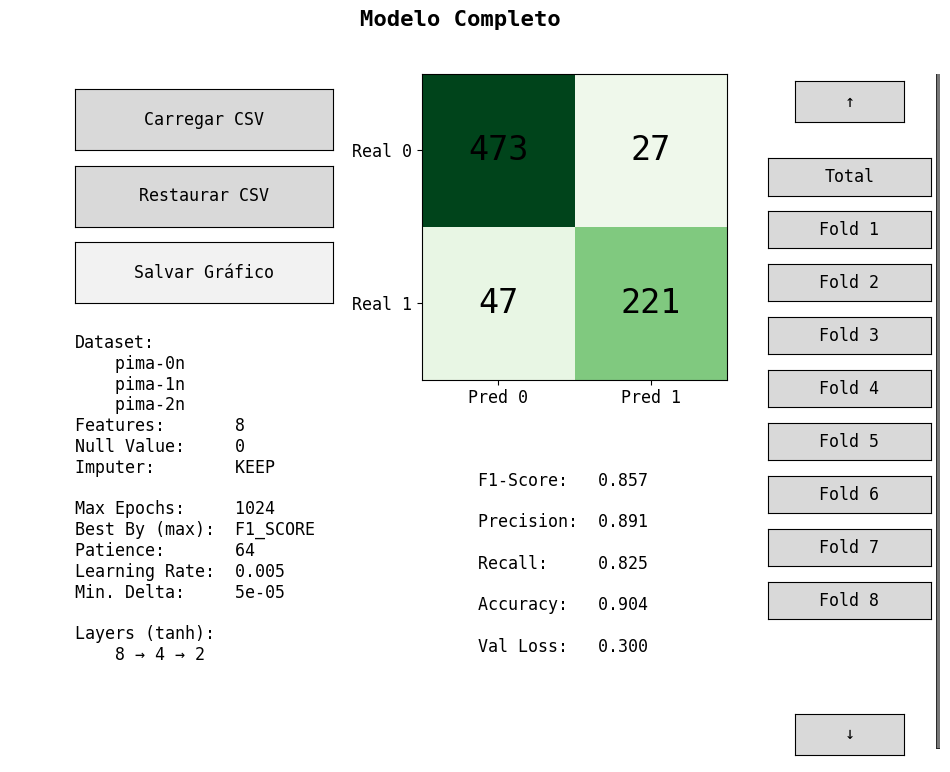 Modelo Completo
Carregar CSV
Restaurar CSV
Salvar Gráfico
Dataset:
    pima-0n
    pima-1n
    pima-2n
Features:       8
Null Value:     0
Imputer:        KEEP
Max Epochs:     1024
Best By (max):  F1_SCORE
Patience:       64
Learning Rate:  0.005
Min. Delta:     5e-05
Layers (tanh):
    8 → 4 → 2
Real 0 473 27
Real 1 47 221
Pred 0 Pred 1
F1-Score:   0.857
Precision:  0.891
Recall:     0.825
Accuracy:   0.904
Val Loss:   0.300
↑
Total
Fold 1
Fold 2
Fold 3
Fold 4
Fold 5
Fold 6
Fold 7
Fold 8
↓